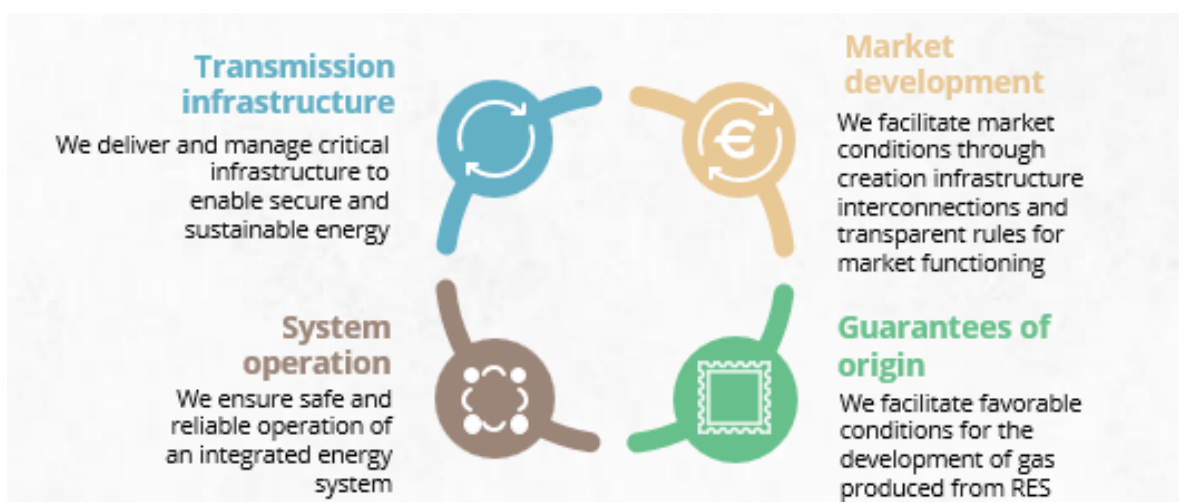 Transmission
infrastructure
We deliver and manage critical
infrastructure to
enable secure and
sustainable energy
Market
development
We facilitate market
conditions through
creation infrastructure
interconnections and
transparent rules for
market functioning
System
operation
We ensure safe and
reliable operation of
an integrated energy
system
Guarantees of
origin
We facilitate favorable
conditions for the
development of gas
produced from RES
€